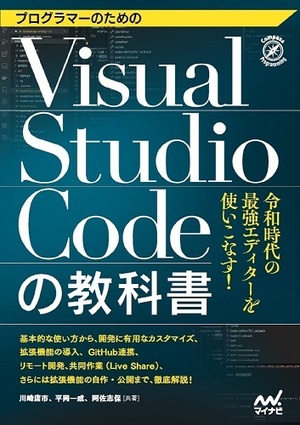 プログラマーのための
Compass
Programming
Visual
Studio
Code
の教科書
令和時代の
最強エディターを
使いこなす!
基本的な使い方から、開発に有用なカスタマイズ、
拡張機能の導入、GitHub連携、
リモート開発、共同作業(Live Share)、
さらには拡張機能の自作・公開まで、徹底解説!
川崎庸市、平岡一成、阿佐志保[共著]
マイナビ